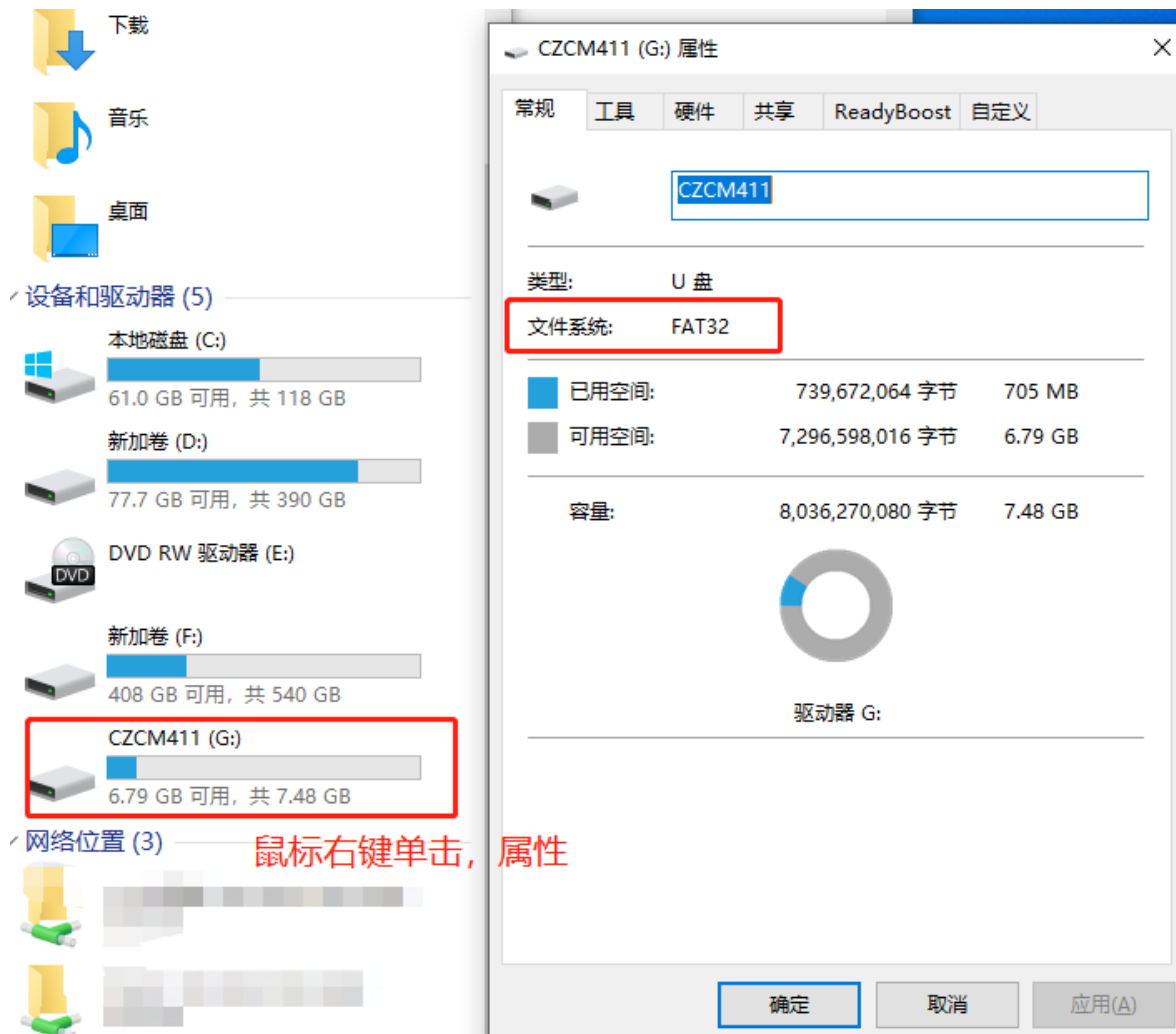 下载
音乐
桌面
设备和驱动器 (5)
本地磁盘 (C:)
61.0 GB 可用，共 118 GB
新加卷 (D:)
77.7 GB 可用，共 390 GB
DVD RW 驱动器 (E:)
DVD
新加卷 (F:)
408 GB 可用，共 540 GB
CZCM411 (G:)
6.79 GB 可用，共 7.48 GB
网络位置 (3)
鼠标右键单击，属性
CZCM411 (G:) 属性
常规 工具 硬件 共享 ReadyBoost 自定义
CZCM411
类型: U 盘
文件系统: FAT32
已用空间: 739,672,064 字节 705 MB
可用空间: 7,296,598,016 字节 6.79 GB
容量: 8,036,270,080 字节 7.48 GB
驱动器 G:
确定 取消 应用(A)